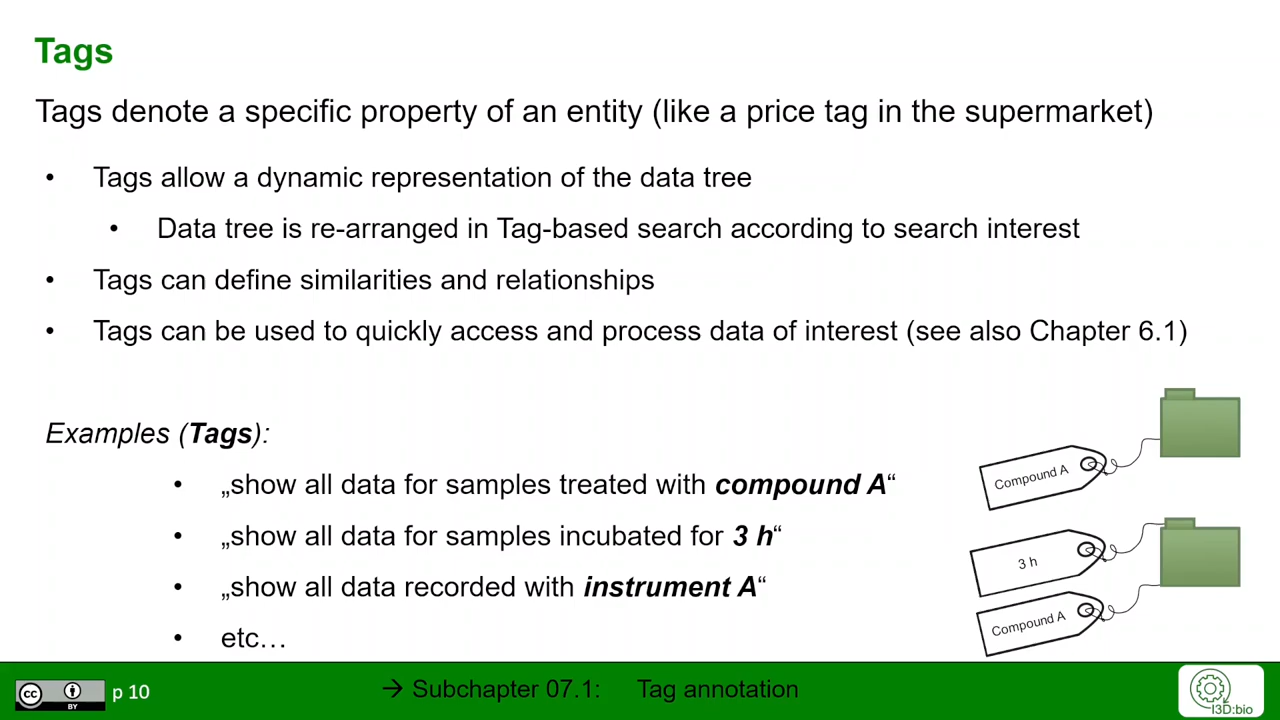 Tags
Tags denote a specific property of an entity (like a price tag in the supermarket)
• Tags allow a dynamic representation of the data tree
• Data tree is re-arranged in Tag-based search according to search interest
• Tags can define similarities and relationships
• Tags can be used to quickly access and process data of interest (see also Chapter 6.1)
Examples (Tags):
• „show all data for samples treated with compound A“
• „show all data for samples incubated for 3 h“
• „show all data recorded with instrument A“
• etc…
Compound A
3 h
Compound A
cc BY
p 10
→ Subchapter 07.1: Tag annotation
I3D:bio